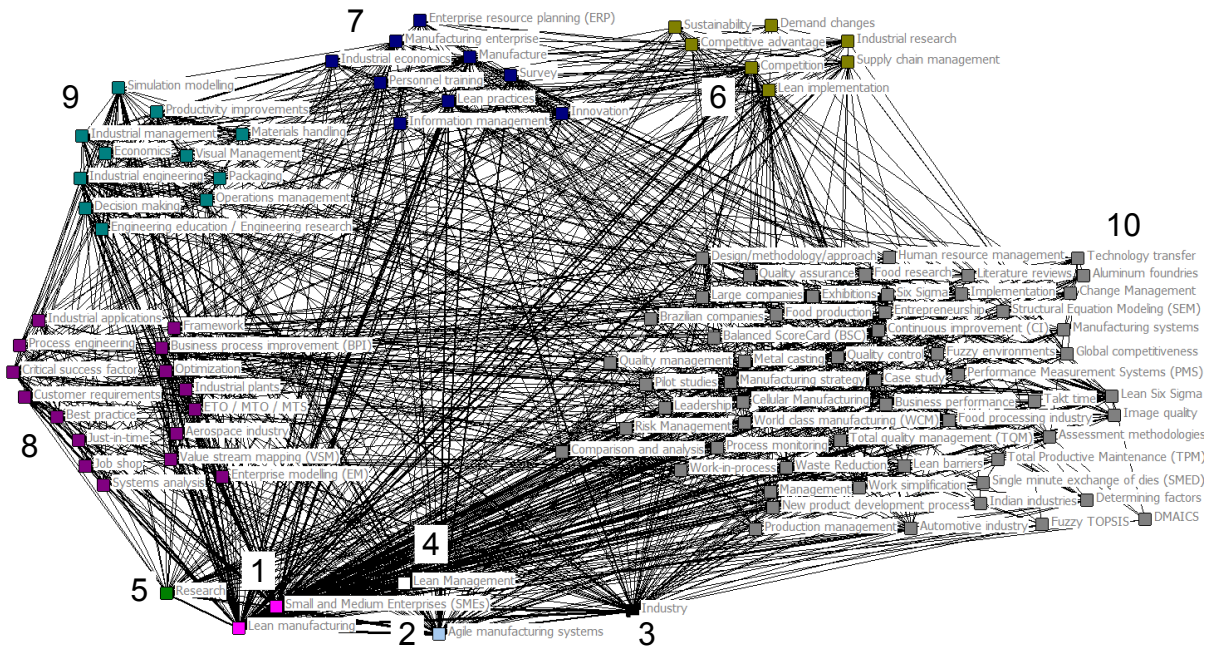 7
Enterprise resource planning (ERP)
Manufacturing enterprise
Industrial economics
Manufacture
Survey
Personnel training
Lean practices
Innovation
Information management
Sustainability
Demand changes
Competitive advantage
Industrial research
Competition
Supply chain management
Lean implementation
6
9
Simulation modelling
Productivity improvements
Industrial management
Materials handling
Economics
Visual Management
Industrial engineering
Packaging
Operations management
Decision making
Engineering education / Engineering research
10
Design/methodology/approach
Human resource management
Technology transfer
Quality assurance
Food research
Literature reviews
Aluminum foundries
Large companies
Exhibitions
Six Sigma
Implementation
Change Management
Brazilian companies
Food production
Entrepreneurship
Structural Equation Modeling (SEM)
Balanced ScoreCard (BSC)
Continuous improvement (CI)
Manufacturing systems
Quality management
Metal casting
Quality control
Fuzzy environments
Global competitiveness
Pilot studies
Manufacturing strategy
Case study
Performance Measurement Systems (PMS)
Leadership
Cellular Manufacturing
Business performance
Takt time
Lean Six Sigma
Risk Management
World class manufacturing (WCM)
Food processing industry
Image quality
Comparison and analysis
Process monitoring
Total quality management (TQM)
Assessment methodologies
Work-in-process
Waste Reduction
Lean barriers
Total Productive Maintenance (TPM)
Management
Work simplification
Single minute exchange of dies (SMED)
New product development process
Indian industries
Determining factors
Production management
Automotive industry
Fuzzy TOPSIS
DMAICS
Industrial applications
Framework
Process engineering
Business process improvement (BPI)
Critical success factor
Optimization
Customer requirements
Industrial plants
Best practice
ETO / MTO / MTS
Just-in-time
Aerospace industry
8
Job shop
Value stream mapping (VSM)
Systems analysis
Enterprise modelling (EM)
5
Research
1
4
Lean Management
Small and Medium Enterprises (SMEs)
Lean manufacturing
2
Agile manufacturing systems
Industry
3